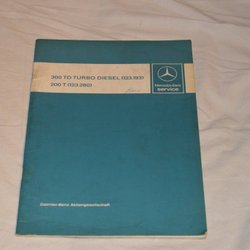 300 TD TURBO DIESEL (123.193)
200 T (123.280)
Mercedes-Benz
service
Daimler-Benz Aktiengesellschaft